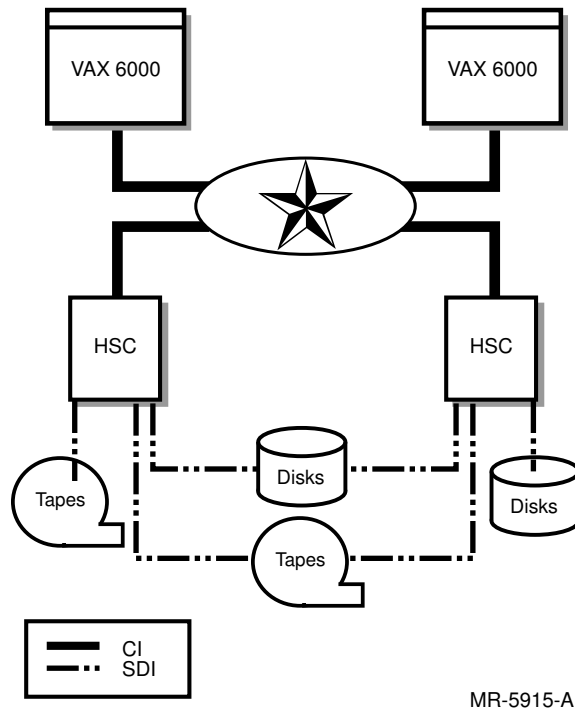 VAX 6000
VAX 6000
HSC
HSC
Disks
Tapes
Disks
Tapes
CI
SDI
MR-5915-A